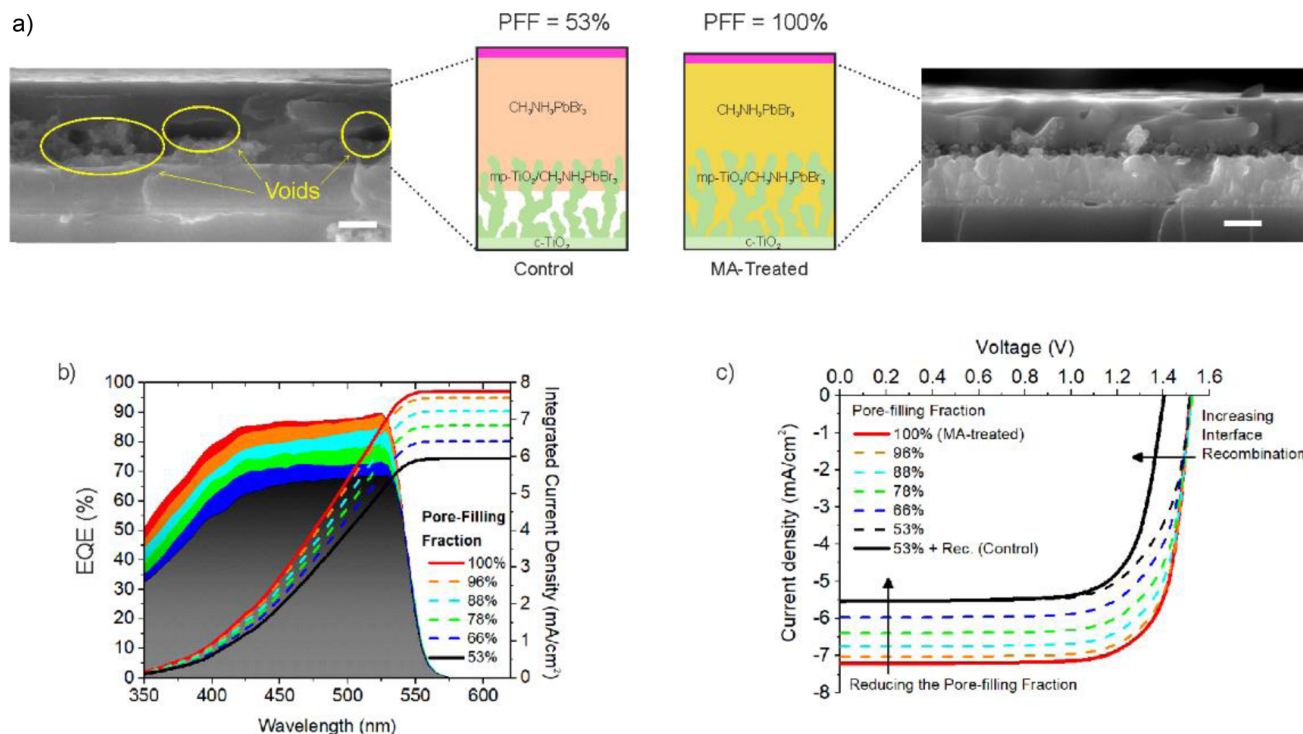 a)
PFF = 53%
PFF = 100%
Voids
CH₃NH₃PbBr₃
mp-TiO₂/CH₃NH₃PbBr₃
c-TiO₂
Control
CH₃NH₃PbBr₃
mp-TiO₂/CH₃NH₃PbBr₃
c-TiO₂
MA-Treated
b)
EQE (%)
100
90
80
70
60
50
40
30
20
10
0
350
400
450
500
550
600
Wavelength (nm)
8
7
6
5
4
3
2
1
0
Integrated Current Density (mA/cm²)
Pore-Filling
Fraction
100%
96%
88%
78%
66%
53%
c)
Voltage (V)
0.0
0.2
0.4
0.6
0.8
1.0
1.2
1.4
1.6
Current density (mA/cm²)
0
-1
-2
-3
-4
-5
-6
-7
-8
Pore-filling Fraction
100% (MA-treated)
96%
88%
78%
66%
53%
53% + Rec. (Control)
Increasing
Interface
Recombination
Reducing the Pore-filling Fraction